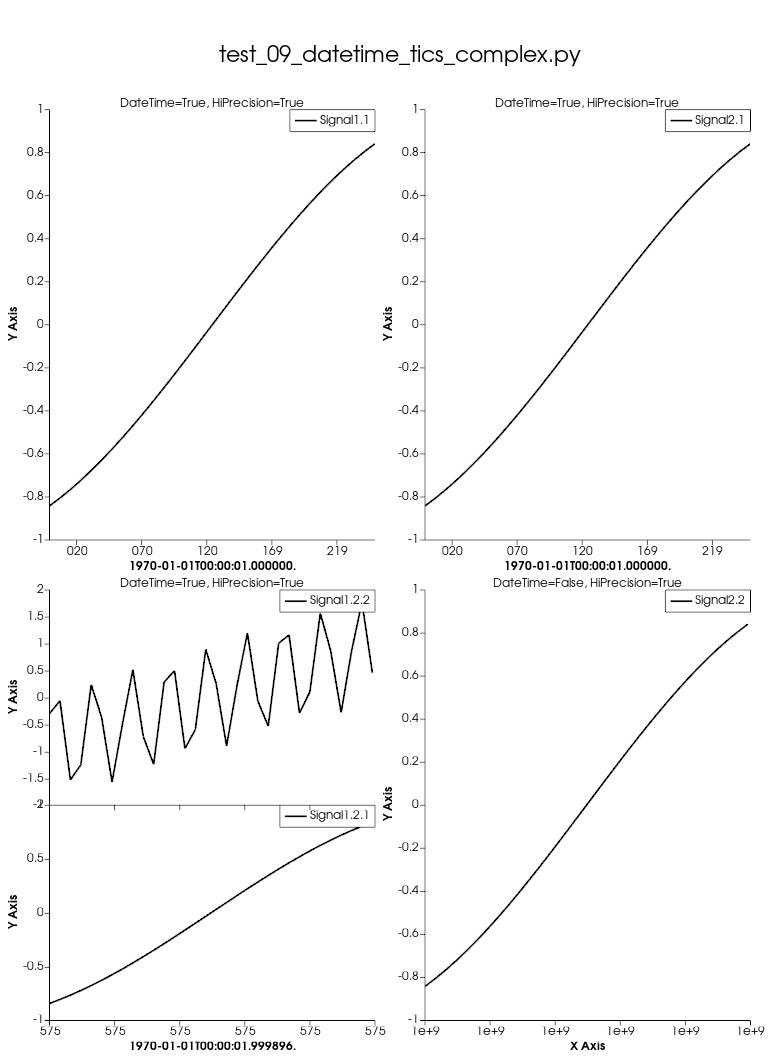 test_09_datetime_tics_complex.py
DateTime=True, HiPrecision=True
Signal1.1
1
0.8
0.6
0.4
0.2
0
-0.2
-0.4
-0.6
-0.8
-1
Y Axis
020 070 120 169 219
1970-01-01T00:00:01.000000.
DateTime=True, HiPrecision=True
Signal2.1
1
0.8
0.6
0.4
0.2
0
-0.2
-0.4
-0.6
-0.8
-1
Y Axis
020 070 120 169 219
1970-01-01T00:00:01.000000.
DateTime=True, HiPrecision=True
Signal1.2.2
2
1.5
1
0.5
0
-0.5
-1
-1.5
Y Axis
Signal1.2.1
0.5
0
-0.5
-1
Y Axis
575 575 575 575 575 575
1970-01-01T00:00:01.999896.
DateTime=False, HiPrecision=True
Signal2.2
1
0.8
0.6
0.4
0.2
0
-0.2
-0.4
-0.6
-0.8
-1
Y Axis
1e+9 1e+9 1e+9 1e+9 1e+9 1e+9
X Axis